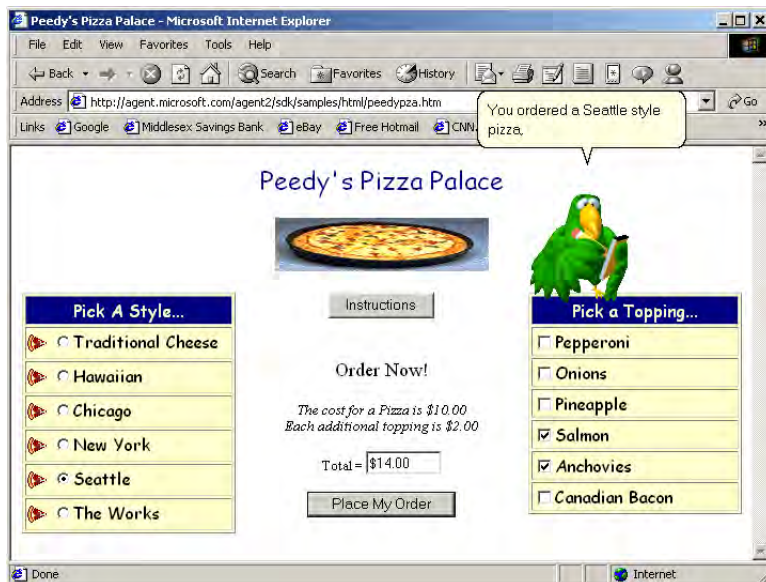 Peedy's Pizza Palace - Microsoft Internet Explorer
File Edit View Favorites Tools Help
Back Search Favorites History
Address http://agent.microsoft.com/agent2/sdk/samples/html/peedypza.htm Go
Links Google Middlesex Savings Bank eBay Free Hotmail CNN.
You ordered a Seattle style
pizza,
Peedy's Pizza Palace
Instructions
Pick A Style...
Traditional Cheese
Hawaiian
Chicago
New York
Seattle
The Works
Order Now!
The cost for a Pizza is $10.00
Each additional topping is $2.00
Total = $14.00
Place My Order
Pick a Topping...
Pepperoni
Onions
Pineapple
Salmon
Anchovies
Canadian Bacon
Done Internet